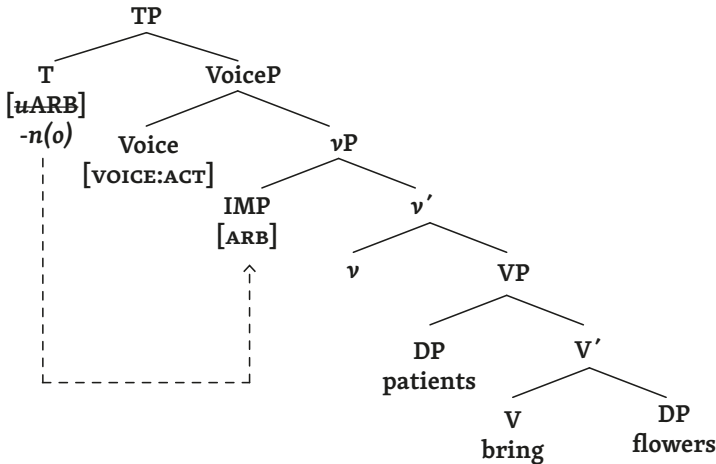 TP
T VoiceP
[uARB]
-n(o)
Voice vP
[VOICE:ACT]
IMP v′
[ARB]
v VP
DP V′
patients
V DP
bring flowers